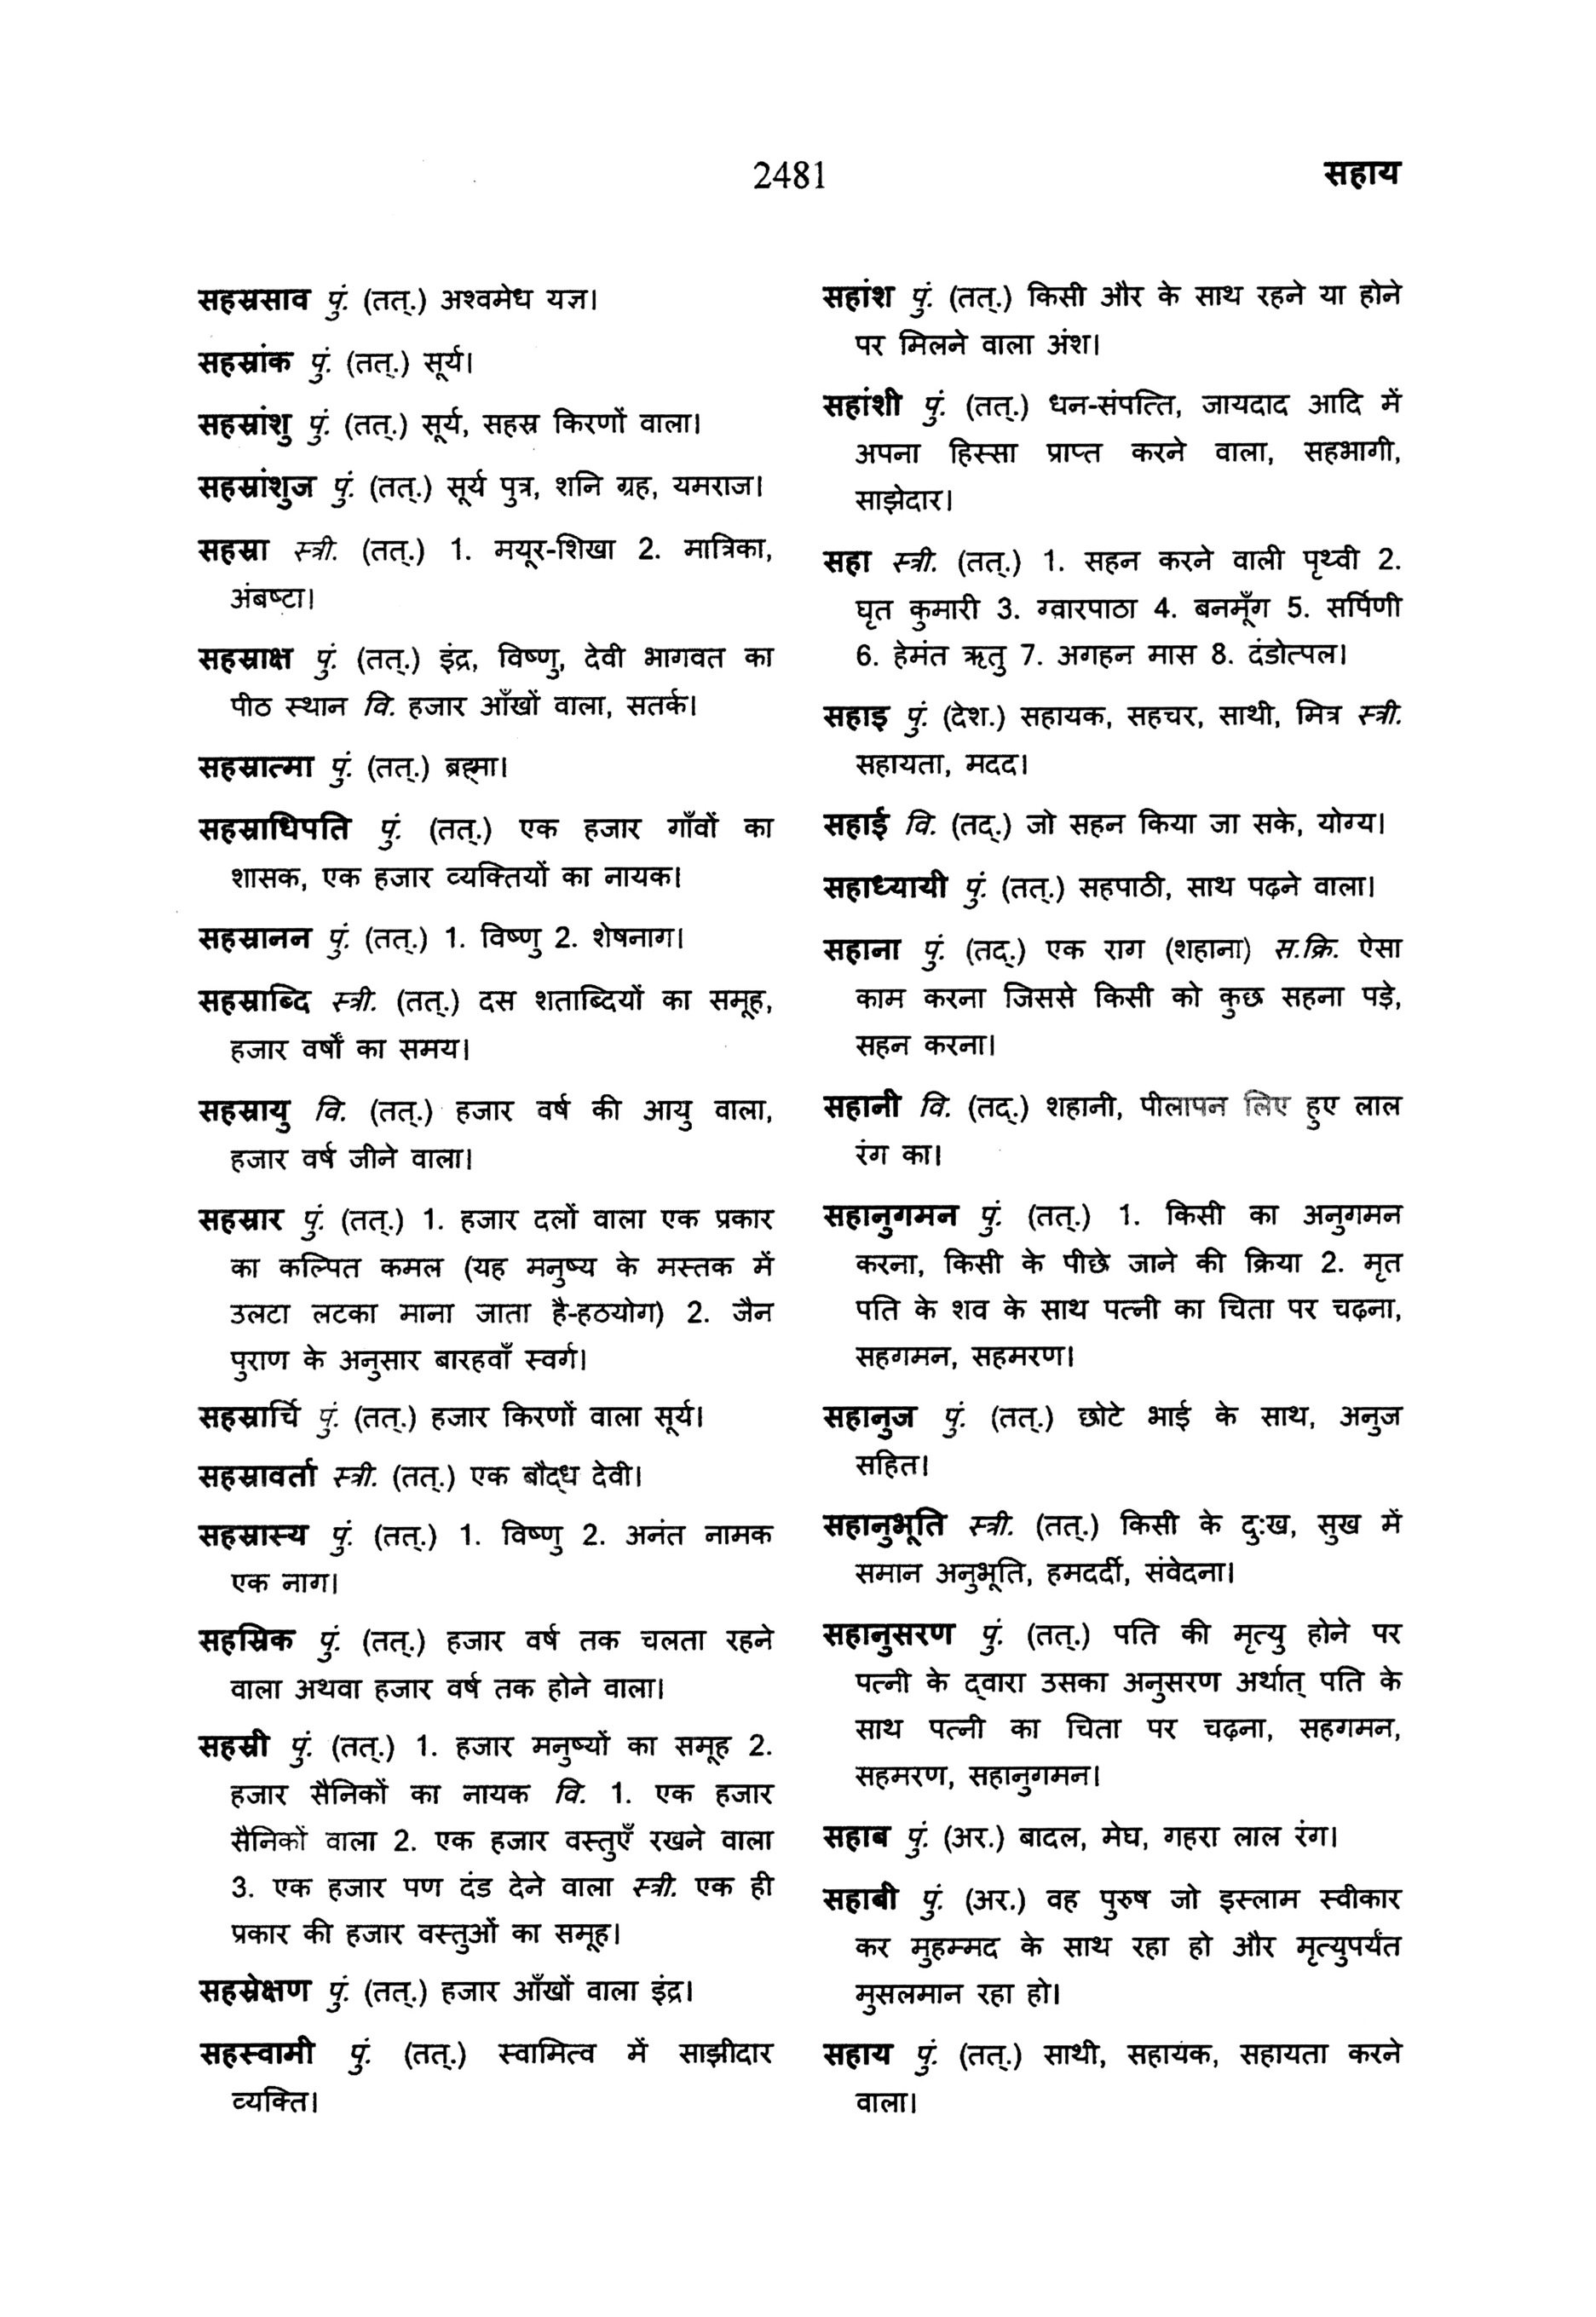 2481
सहाय
सहस्रसाव पुं. (तत्.) अश्वमेध यज्ञ।
सहस्रांक पुं. (तत्.) सूर्य।
सहस्रांशु पुं. (तत्.) सूर्य, सहस्र किरणों वाला।
सहस्रांशुज पुं. (तत्.) सूर्य पुत्र, शनि ग्रह, यमराज।
सहस्रा स्त्री. (तत्.) 1. मयूर-शिखा 2. मात्रिका,
अंबष्टा।
सहस्राक्ष पुं. (तत्.) इंद्र, विष्णु, देवी भागवत का
पीठ स्थान वि. हजार आँखों वाला, सतर्क।
सहस्रात्मा पुं. (तत्.) ब्रह्मा।
सहस्राधिपति पुं. (तत्.) एक हजार गाँवों का
शासक, एक हजार व्यक्तियों का नायक।
सहस्रानन पुं. (तत्.) 1. विष्णु 2. शेषनाग।
सहस्राब्दि स्त्री. (तत्.) दस शताब्दियों का समूह,
हजार वर्षों का समय।
सहस्रायु वि. (तत्.) हजार वर्ष की आयु वाला,
हजार वर्ष जीने वाला।
सहस्रार पुं. (तत्.) 1. हजार दलों वाला एक प्रकार
का कल्पित कमल (यह मनुष्य के मस्तक में
उलटा लटका माना जाता है-हठयोग) 2. जैन
पुराण के अनुसार बारहवाँ स्वर्ग।
सहस्रार्चि पुं. (तत्.) हजार किरणों वाला सूर्य।
सहस्रावर्ता स्त्री. (तत्.) एक बौद्ध देवी।
सहस्रास्य पुं. (तत्.) 1. विष्णु 2. अनंत नामक
एक नाग।
सहस्रिक पुं. (तत्.) हजार वर्ष तक चलता रहने
वाला अथवा हजार वर्ष तक होने वाला।
सहस्री पुं. (तत्.) 1. हजार मनुष्यों का समूह 2.
हजार सैनिकों का नायक वि. 1. एक हजार
सैनिकों वाला 2. एक हजार वस्तुएँ रखने वाला
3. एक हजार पण दंड देने वाला स्त्री. एक ही
प्रकार की हजार वस्तुओं का समूह।
सहस्रेक्षण पुं. (तत्.) हजार आँखों वाला इंद्र।
सहस्वामी पुं. (तत्.) स्वामित्व में साझीदार
व्यक्ति।
सहांश पुं. (तत्.) किसी और के साथ रहने या होने
पर मिलने वाला अंश।
सहांशी पुं. (तत्.) धन-संपत्ति, जायदाद आदि में
अपना हिस्सा प्राप्त करने वाला, सहभागी,
साझेदार।
सहा स्त्री. (तत्.) 1. सहन करने वाली पृथ्वी 2.
घृत कुमारी 3. ग्वारपाठा 4. बनमूँग 5. सर्पिणी
6. हेमंत ऋतु 7. अगहन मास 8. दंडोत्पल।
सहाइ पुं. (देश.) सहायक, सहचर, साथी, मित्र स्त्री.
सहायता, मदद।
सहाई वि. (तद्.) जो सहन किया जा सके, योग्य।
सहाध्यायी पुं. (तत्.) सहपाठी, साथ पढ़ने वाला।
सहाना पुं. (तद्.) एक राग (शहाना) स.क्रि. ऐसा
काम करना जिससे किसी को कुछ सहना पड़े,
सहन करना।
सहानी वि. (तद्.) शहानी, पीलापन लिए हुए लाल
रंग का।
सहानुगमन पुं. (तत्.) 1. किसी का अनुगमन
करना, किसी के पीछे जाने की क्रिया 2. मृत
पति के शव के साथ पत्नी का चिता पर चढ़ना,
सहगमन, सहमरण।
सहानुज पुं. (तत्.) छोटे भाई के साथ, अनुज
सहित।
सहानुभूति स्त्री. (तत्.) किसी के दु:ख, सुख में
समान अनुभूति, हमदर्दी, संवेदना।
सहानुसरण पुं. (तत्.) पति की मृत्यु होने पर
पत्नी के द्वारा उसका अनुसरण अर्थात् पति के
साथ पत्नी का चिता पर चढ़ना, सहगमन,
सहमरण, सहानुगमन।
सहाब पुं. (अर.) बादल, मेघ, गहरा लाल रंग।
सहाबी पुं. (अर.) वह पुरुष जो इस्लाम स्वीकार
कर मुहम्मद के साथ रहा हो और मृत्युपर्यंत
मुसलमान रहा हो।
सहाय पुं. (तत्.) साथी, सहायक, सहायता करने
वाला।